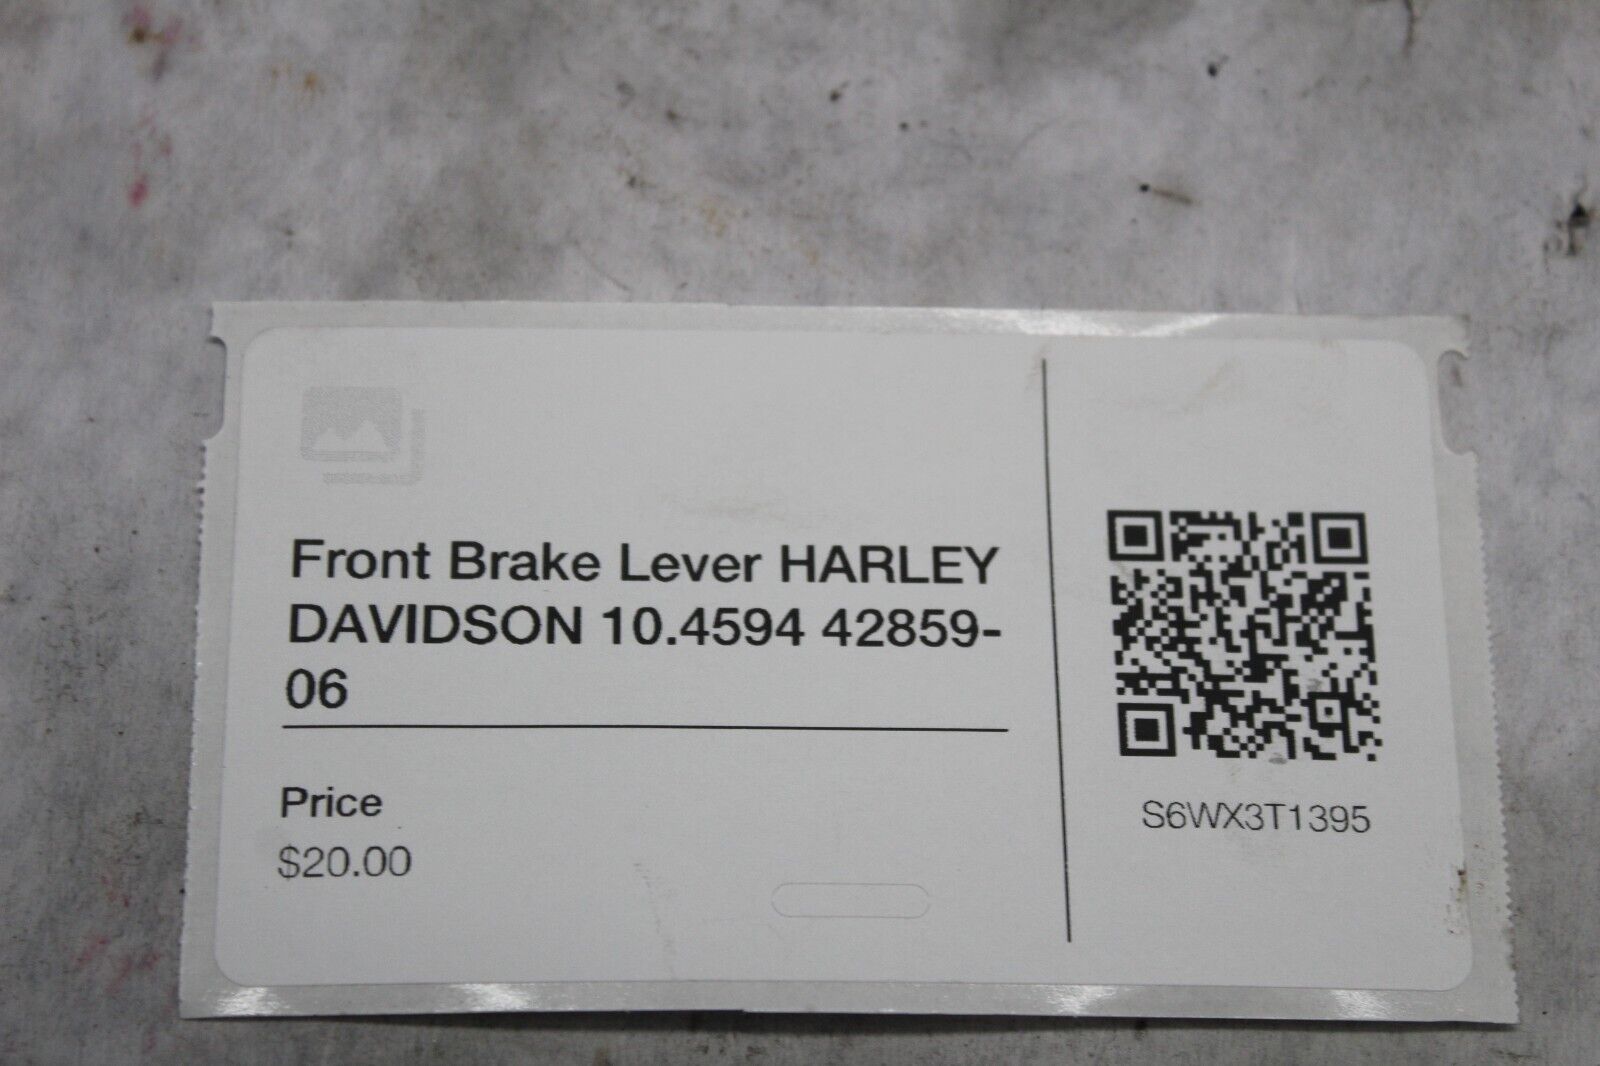 Front Brake Lever HARLEY
DAVIDSON 10.4594 42859-
06
Price
$20.00
S6WX3T1395